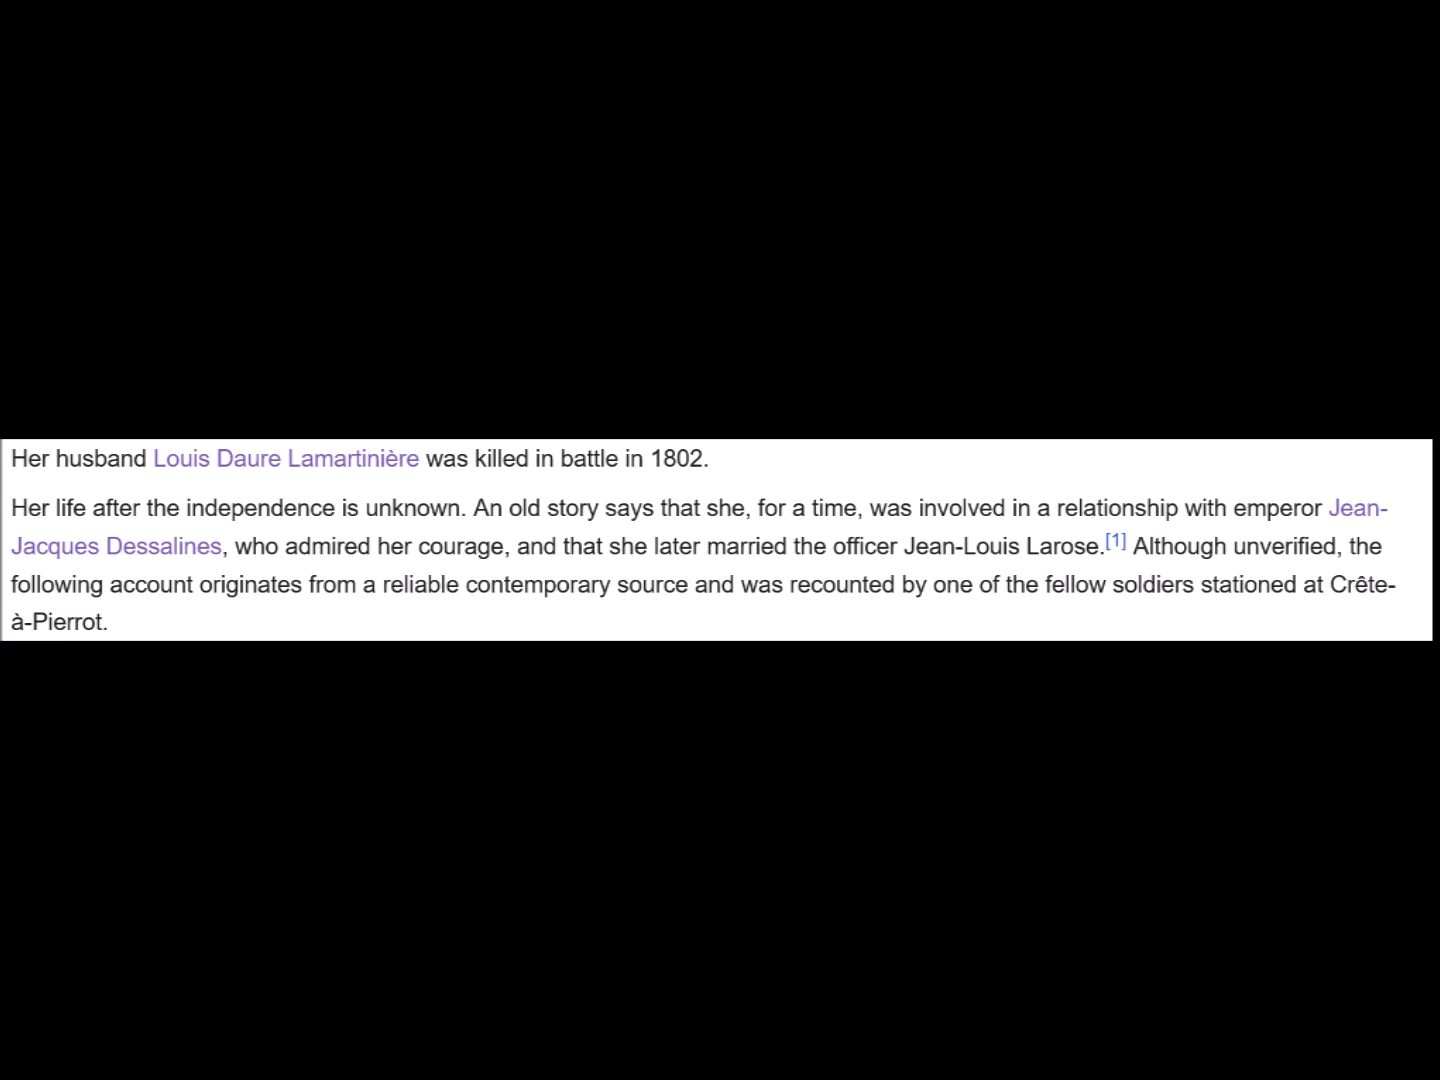 Her husband Louis Daure Lamartinière was killed in battle in 1802.
Her life after the independence is unknown. An old story says that she, for a time, was involved in a relationship with emperor Jean-
Jacques Dessalines, who admired her courage, and that she later married the officer Jean-Louis Larose.[1] Although unverified, the
following account originates from a reliable contemporary source and was recounted by one of the fellow soldiers stationed at Crête-
à-Pierrot.